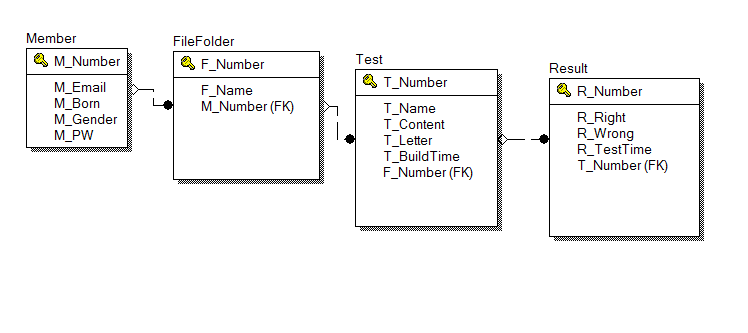 Member
M_Number
M_Email
M_Born
M_Gender
M_PW
FileFolder
F_Number
F_Name
M_Number (FK)
Test
T_Number
T_Name
T_Content
T_Letter
T_BuildTime
F_Number (FK)
Result
R_Number
R_Right
R_Wrong
R_TestTime
T_Number (FK)